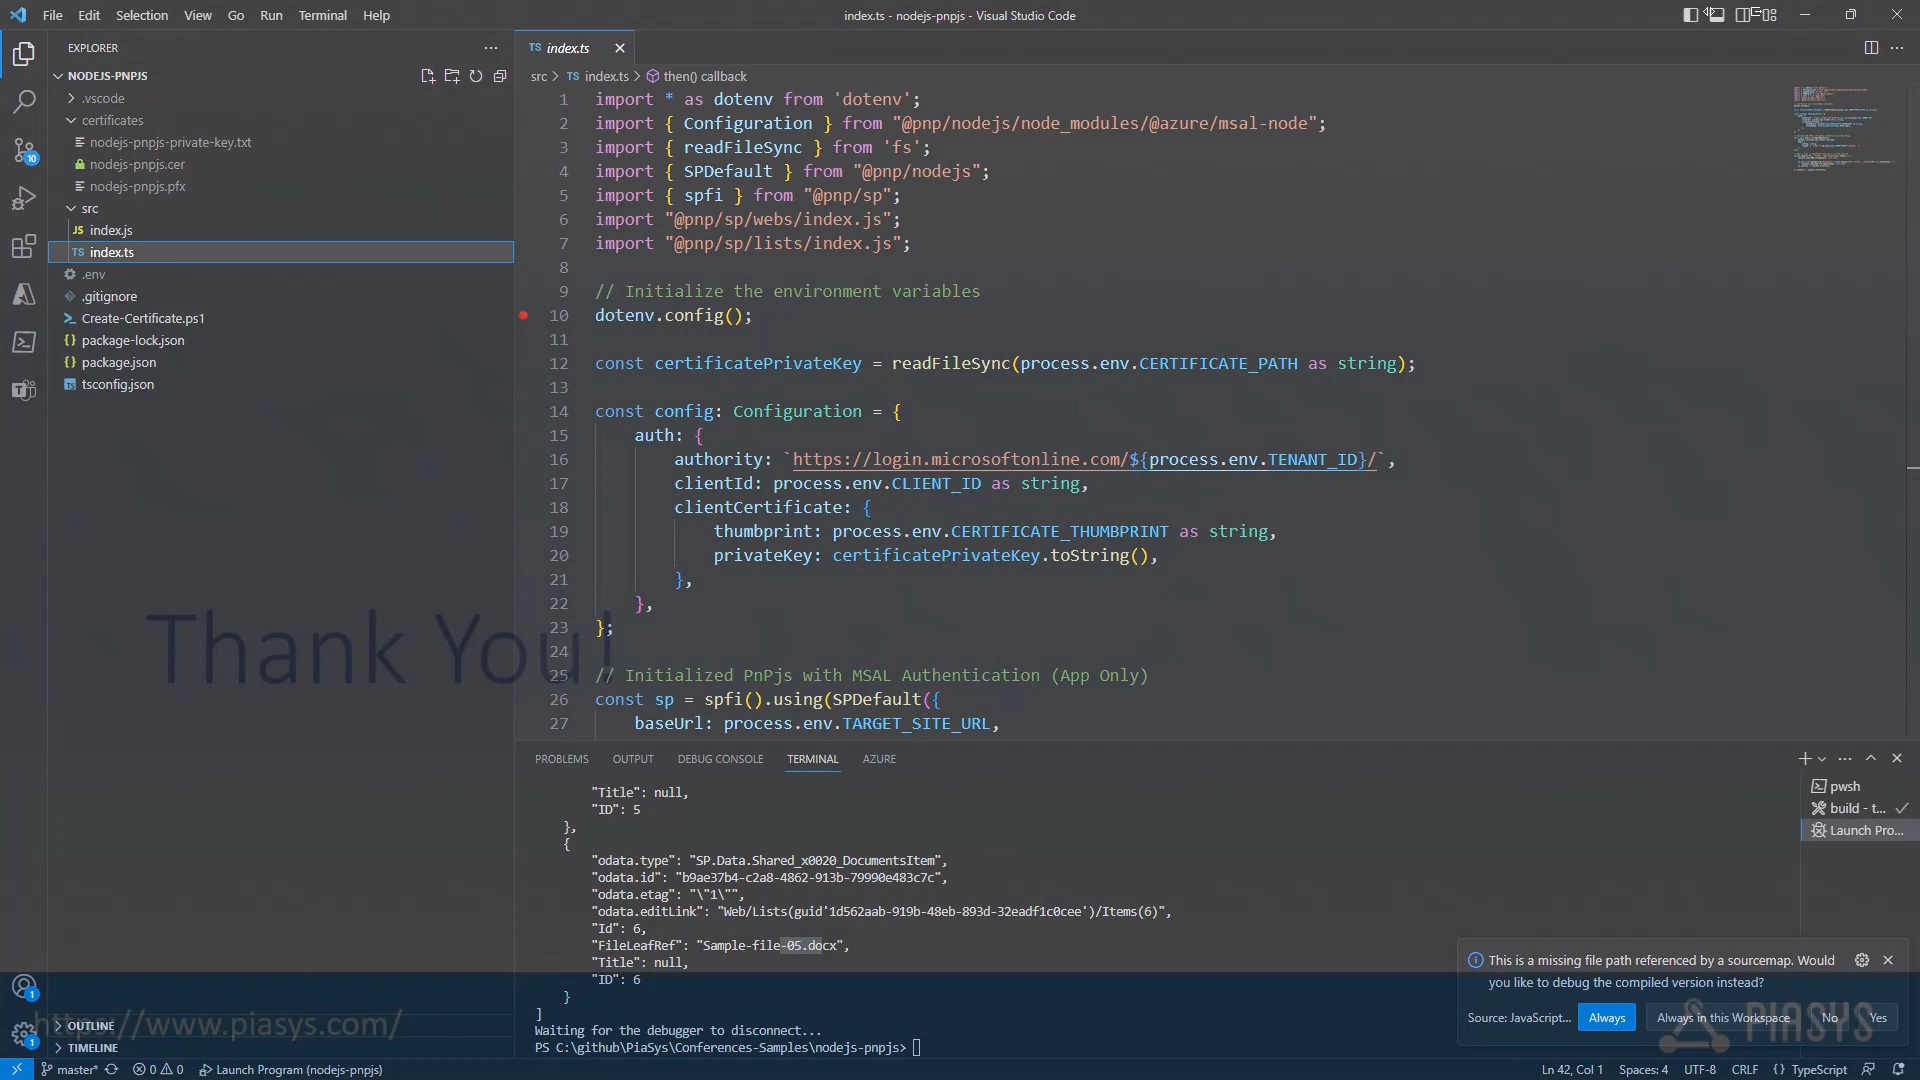 File Edit Selection View Go Run Terminal Help
index.ts - nodejs-pnpjs - Visual Studio Code
EXPLORER
NODEJS-PNPJS
.vscode
certificates
nodejs-pnpjs-private-key.txt
nodejs-pnpjs.cer
nodejs-pnpjs.pfx
src
JS index.js
TS index.ts
.env
.gitignore
Create-Certificate.ps1
{} package-lock.json
{} package.json
TS tsconfig.json
10
TS index.ts
src > TS index.ts > then() callback
1 import * as dotenv from 'dotenv';
2 import { Configuration } from "@pnp/nodejs/node_modules/@azure/msal-node";
3 import { readFileSync } from 'fs';
4 import { SPDefault } from "@pnp/nodejs";
5 import { spfi } from "@pnp/sp";
6 import "@pnp/sp/webs/index.js";
7 import "@pnp/sp/lists/index.js";
8
9 // Initialize the environment variables
10 dotenv.config();
11
12 const certificatePrivateKey = readFileSync(process.env.CERTIFICATE_PATH as string);
13
14 const config: Configuration = {
15 auth: {
16 authority: `https://login.microsoftonline.com/${process.env.TENANT_ID}/`,
17 clientId: process.env.CLIENT_ID as string,
18 clientCertificate: {
19 thumbprint: process.env.CERTIFICATE_THUMBPRINT as string,
20 privateKey: certificatePrivateKey.toString(),
21 },
22 },
23 };
24
25 // Initialized PnPjs with MSAL Authentication (App Only)
26 const sp = spfi().using(SPDefault({
27 baseUrl: process.env.TARGET_SITE_URL,
Thank You!
PROBLEMS OUTPUT DEBUG CONSOLE TERMINAL AZURE
"Title": null,
"ID": 5
},
{
"odata.type": "SP.Data.Shared_x0020_DocumentsItem",
"odata.id": "b9ae37b4-c2a8-4862-913b-79990e483c7c",
"odata.etag": "\"1\"",
"odata.editLink": "Web/Lists(guid'1d562aab-919b-48eb-893d-32eadf1c0cee')/Items(6)",
"Id": 6,
"FileLeafRef": "Sample-file-05.docx",
"Title": null,
"ID": 6
}
]
Waiting for the debugger to disconnect...
PS C:\github\PiaSys\Conferences-Samples\nodejs-pnpjs>
pwsh
build - t...
Launch Pro...
This is a missing file path referenced by a sourcemap. Would
you like to debug the compiled version instead?
Source: JavaScript... Always Always in this Workspace No Yes
PIASYS
1
1
OUTLINE
https://www.piasys.com/
TIMELINE
master* 0 0 Launch Program (nodejs-pnpjs)
Ln 42, Col 1 Spaces: 4 UTF-8 CRLF {} TypeScript